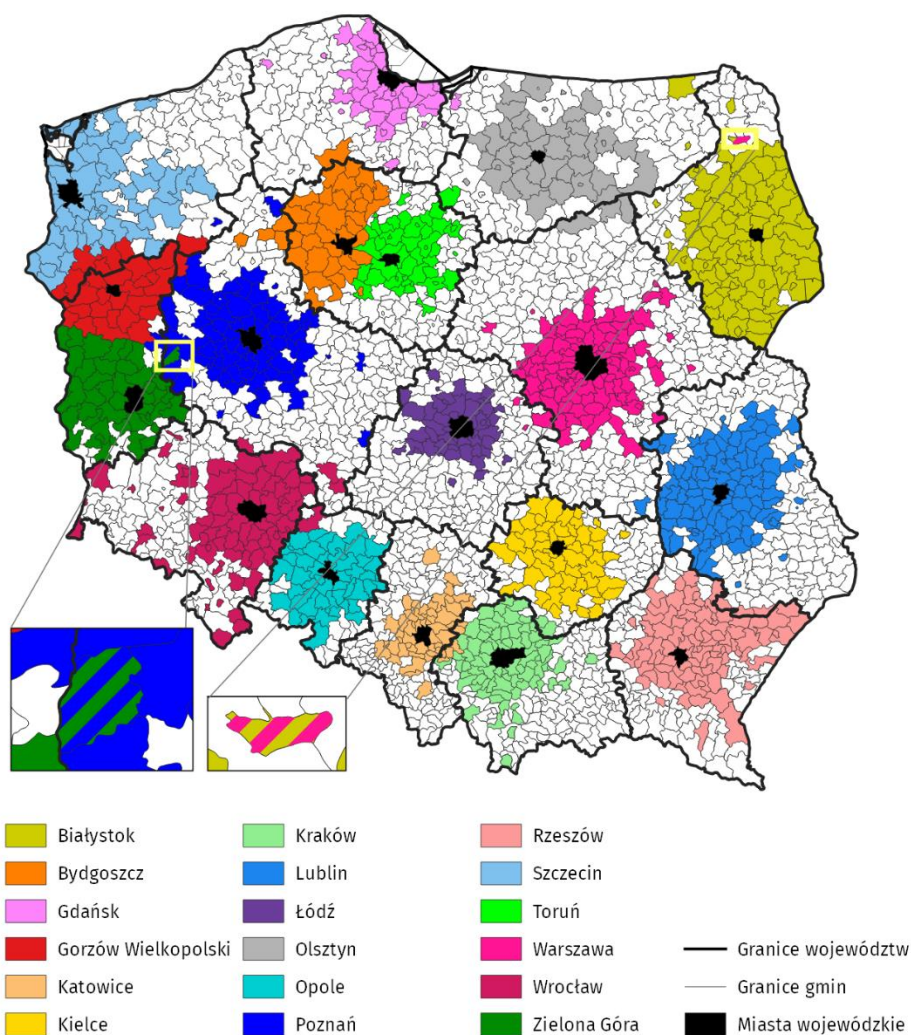 Białystok
Bydgoszcz
Gdańsk
Gorzów Wielkopolski
Katowice
Kielce
Kraków
Lublin
Łódź
Olsztyn
Opole
Poznań
Rzeszów
Szczecin
Toruń
Warszawa
Wrocław
Zielona Góra
Granice województw
Granice gmin
Miasta wojewódzkie